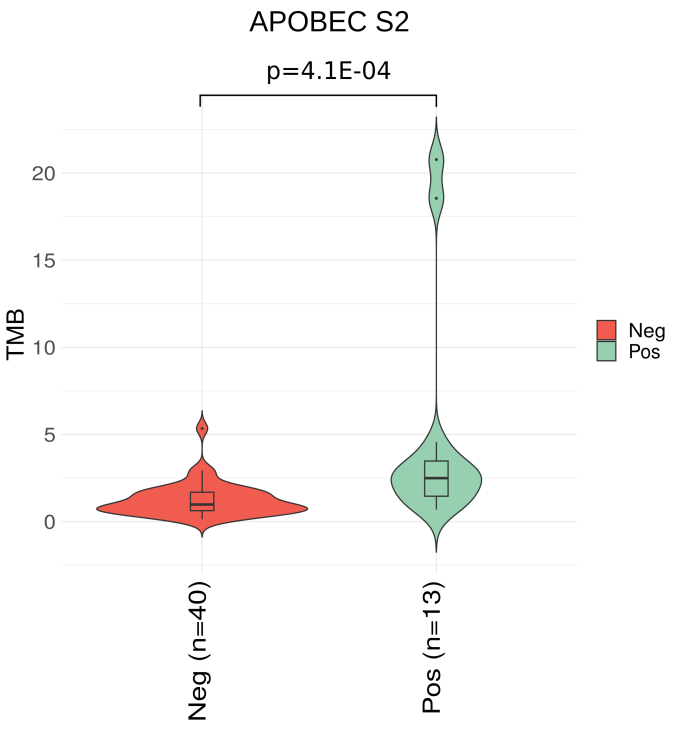 APOBEC S2
p=4.1E-04
20
15
10
5
0
TMB
Neg
Pos
Neg (n=40)
Pos (n=13)